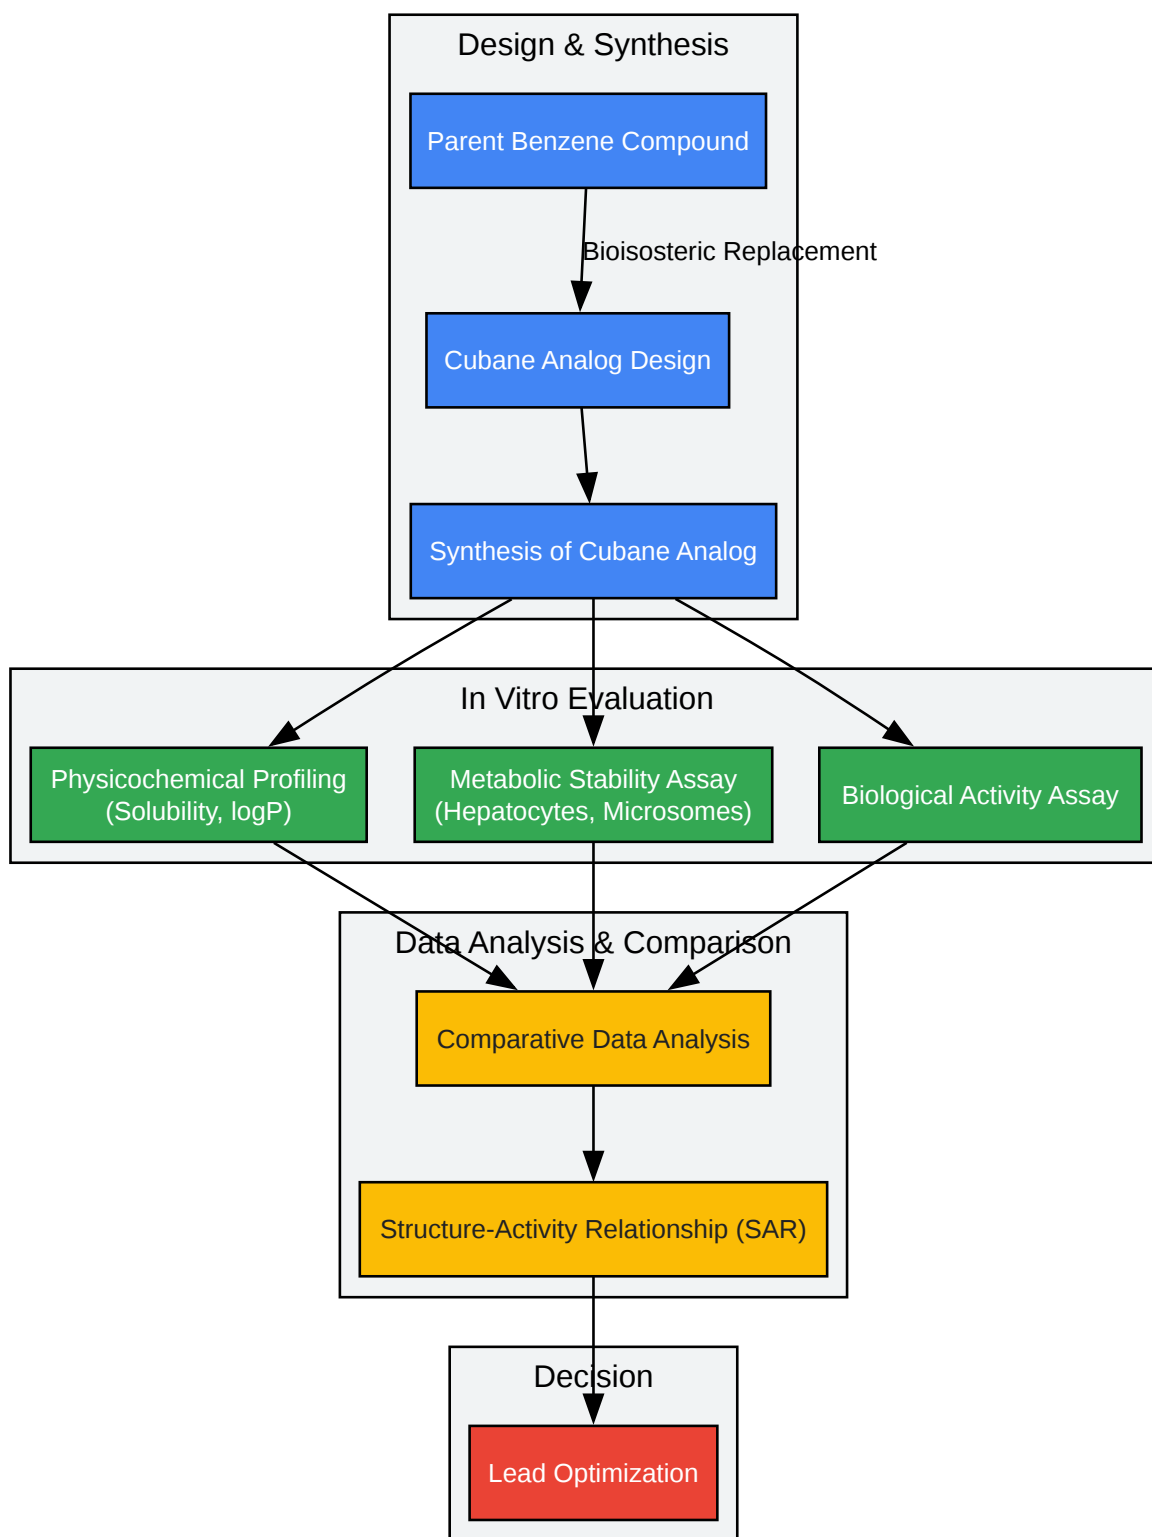 Design & Synthesis
Parent Benzene Compound
Bioisosteric Replacement
Cubane Analog Design
Synthesis of Cubane Analog
In Vitro Evaluation
Physicochemical Profiling
(Solubility, logP)
Metabolic Stability Assay
(Hepatocytes, Microsomes)
Biological Activity Assay
Data Analysis & Comparison
Comparative Data Analysis
Structure-Activity Relationship (SAR)
Decision
Lead Optimization